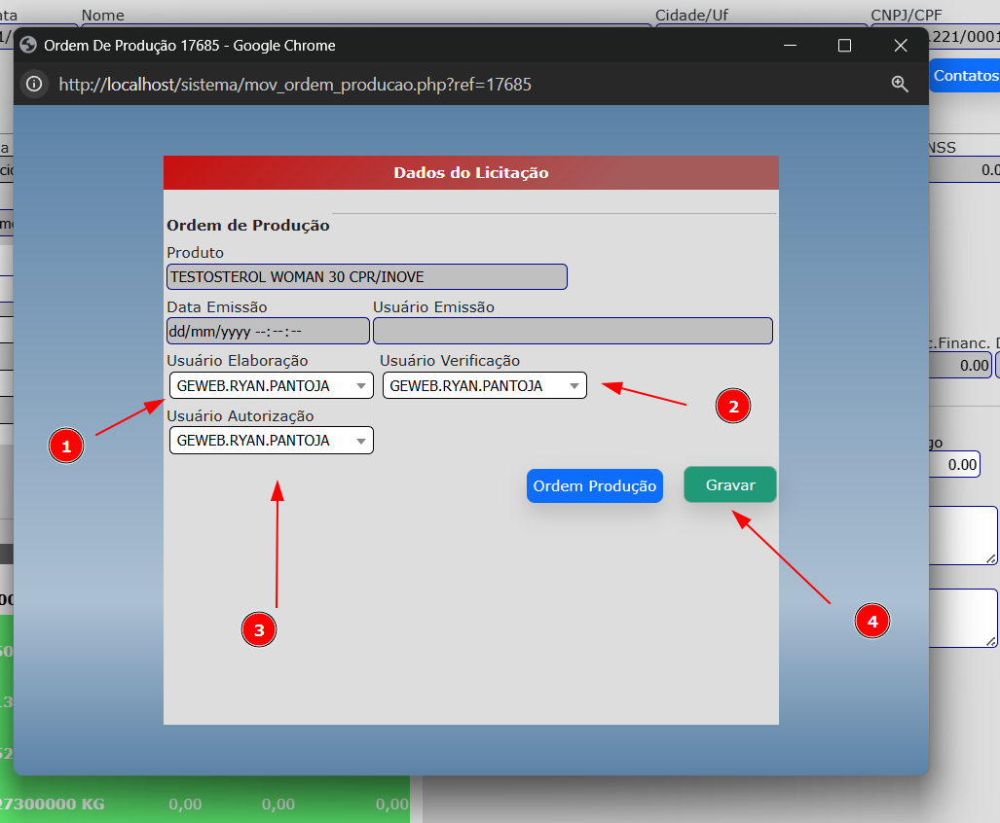 Nome Cidade/Uf CNPJ/CPF
Ordem De Produção 17685 - Google Chrome
.221/0001
http://localhost/sistema/mov_ordem_producao.php?ref=17685
Contatos
NSS
0.0
Dados do Licitação
Ordem de Produção
Produto
TESTOSTEROL WOMAN 30 CPR/INOVE
Data Emissão Usuário Emissão
dd/mm/yyyy --:--:--
c.Financ. D
0.00
Usuário Elaboração Usuário Verificação
GEWEB.RYAN.PANTOJA GEWEB.RYAN.PANTOJA
2
Usuário Autorização
GEWEB.RYAN.PANTOJA
1
go
0.00
Ordem Produção Gravar
3
4
27300000 KG 0,00 0,00 0,00